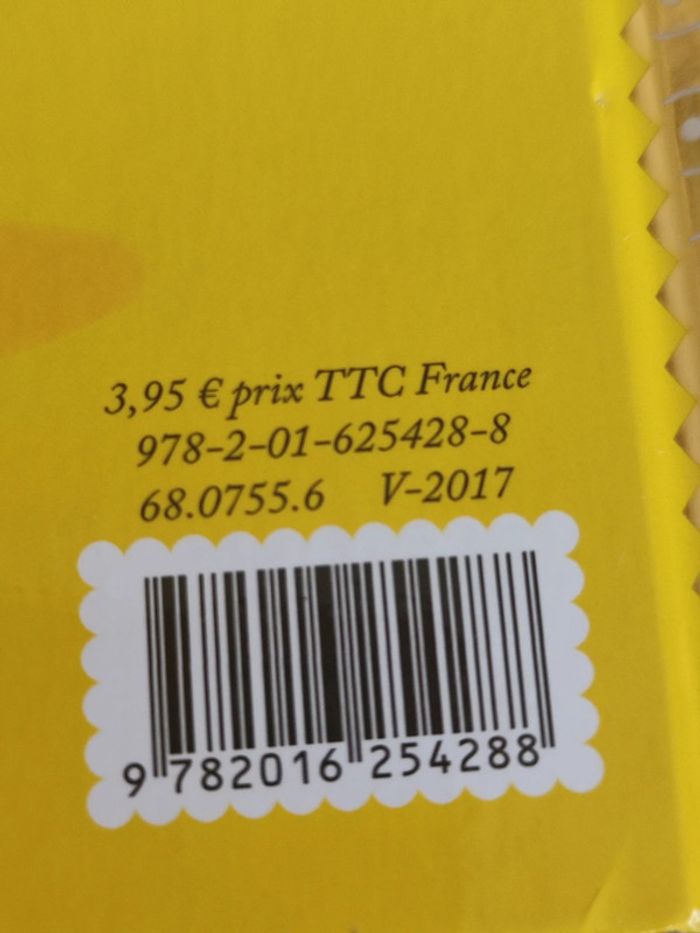 3,95 € prix TTC France
978-2-01-625428-8
68.0755.6 V-2017
9 782016 254288